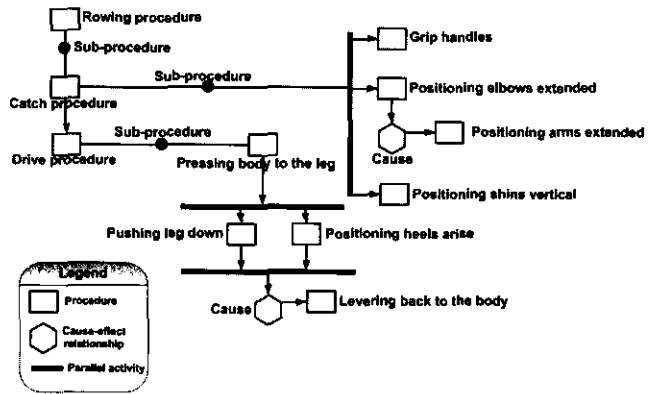 Rowing procedure
Sub-procedure
Grip handles
Sub-procedure
Positioning elbows extended
Catch procedure
Sub-procedure
Positioning arms extended
Cause
Drive procedure
Pressing body to the leg
Positioning shins vertical
Pushing leg down
Positioning heels arise
Legend
Procedure
Cause-effect
relationship
Parallel activity
Cause
Levering back to the body